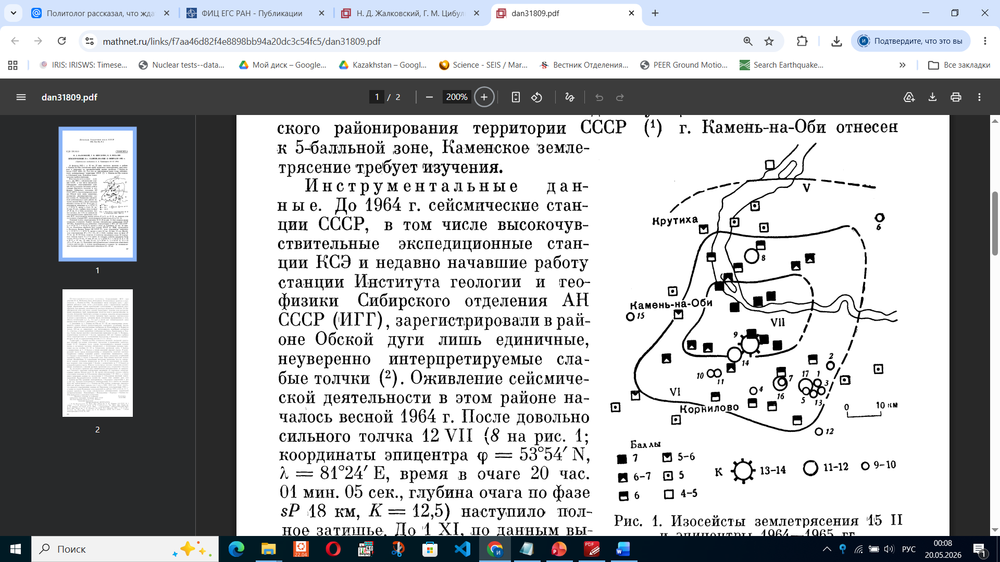 Политолог рассказал, что жда
ФИЦ ЕГС РАН - Публикации
Н. Д. Жалковский, Г. М. Цибул
dan31809.pdf
mathnet.ru/links/f7aa46d82f4e8898bb94a20dc3c54fc5/dan31809.pdf
Подтвердите, что это вы
IRIS: IRISWS: Timese...
Nuclear tests--data...
Мой диск – Google...
Kazakhstan – Googl...
Science - SEIS / Mar...
Вестник Отделения...
PEER Ground Motio...
Search Earthquake...
Все закладки
dan31809.pdf
1 / 2
200%
1
2
ского районирования территории СССР (1) г. Камень-на-Оби отнесен
к 5-балльной зоне, Каменское земле-
трясение требует изучения.
Инструментальные дан-
ные. До 1964 г. сейсмические стан-
ции СССР, в том числе высокочув-
ствительные экспедиционные стан-
ции КСЭ и недавно начавшие работу
станции Института геологии и гео-
физики Сибирского отделения АН
СССР (ИГГ), зарегистрировали в рай-
оне Обской дуги лишь единичные,
неуверенно интерпретируемые сла-
бые толчки (2). Оживление сейсмиче-
ской деятельности в этом районе на-
чалось весной 1964 г. После довольно
сильного толчка 12 VII (8 на рис. 1;
координаты эпицентра φ = 53°54′ N,
λ = 81°24′ E, время в очаге 20 час.
01 мин. 05 сек., глубина очага по фазе
sP 18 км, K = 12,5) наступило пол-
ное затишье. До 1 XI, по данным вы-
V
Крутиха
6
8
Камень-на-Оби
15
VII
9
14
2
10
11
17
1
7
3
4
16
5
13
VI
Корнилово
0
10 км
12
Баллы
7
5-6
6-7
5
6
4-5
К
13-14
11-12
9-10
Рис. 1. Изосейсты землетрясения 15 II
и эпицентры 1964—1965 гг.
Поиск
22.04
PDF
РУС
00:08
20.05.2026
1